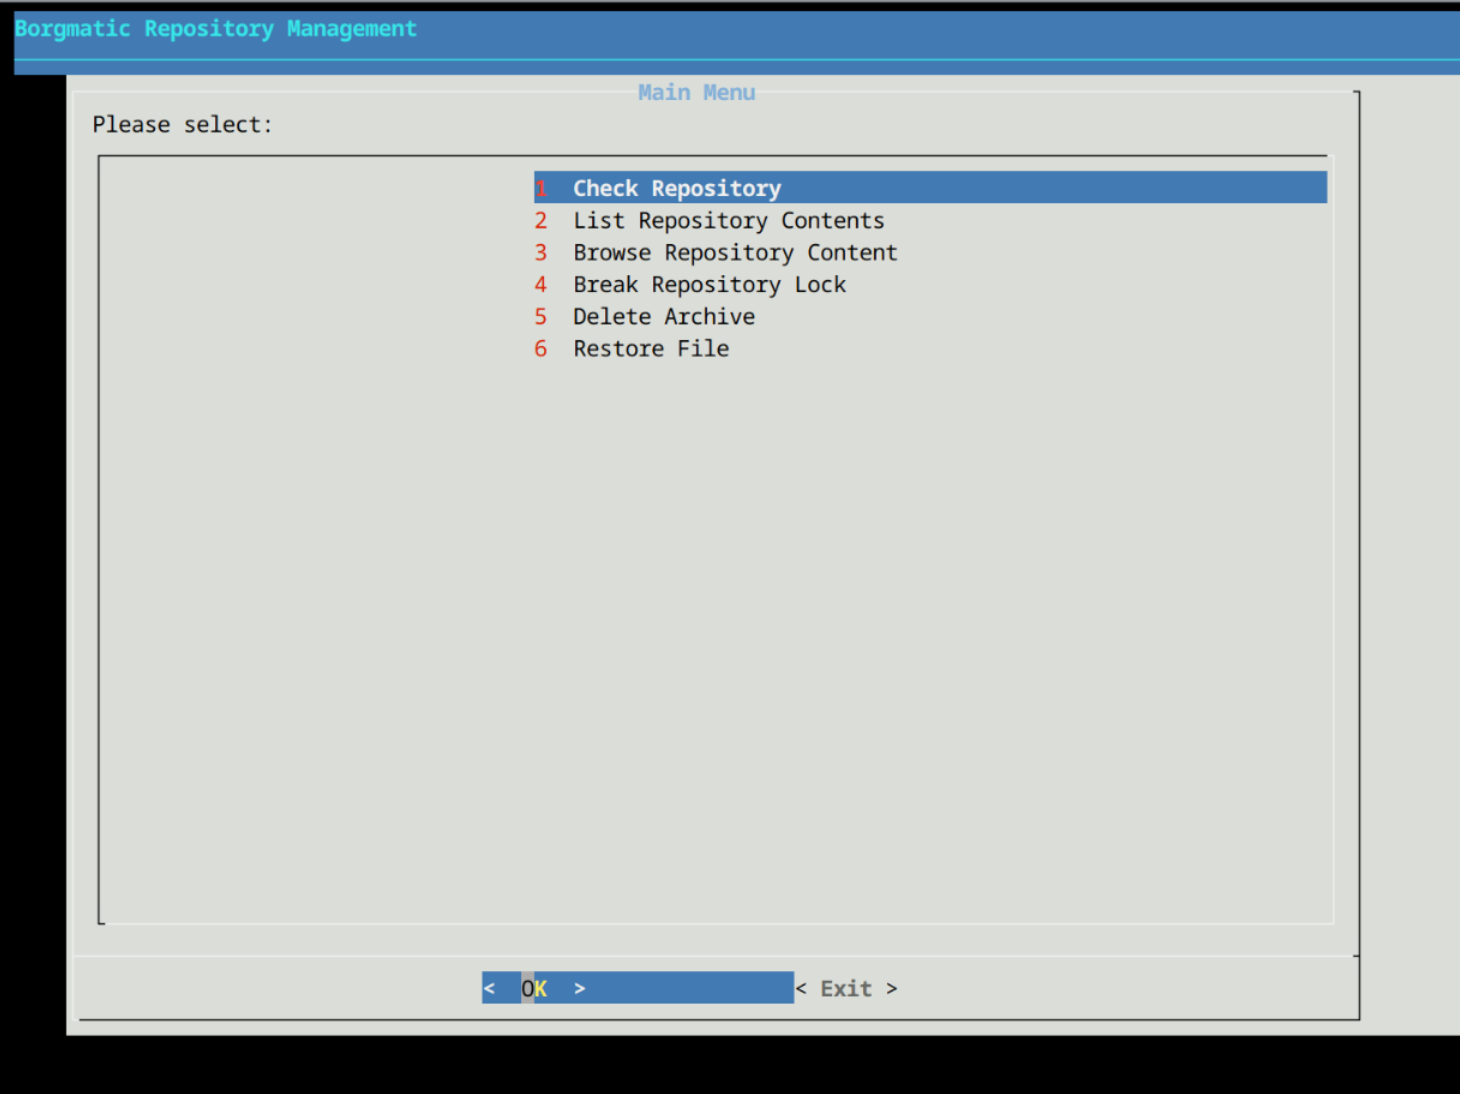 Borgmatic Repository Management
Main Menu
Please select:
1 Check Repository
2 List Repository Contents
3 Browse Repository Content
4 Break Repository Lock
5 Delete Archive
6 Restore File
< OK > < Exit >